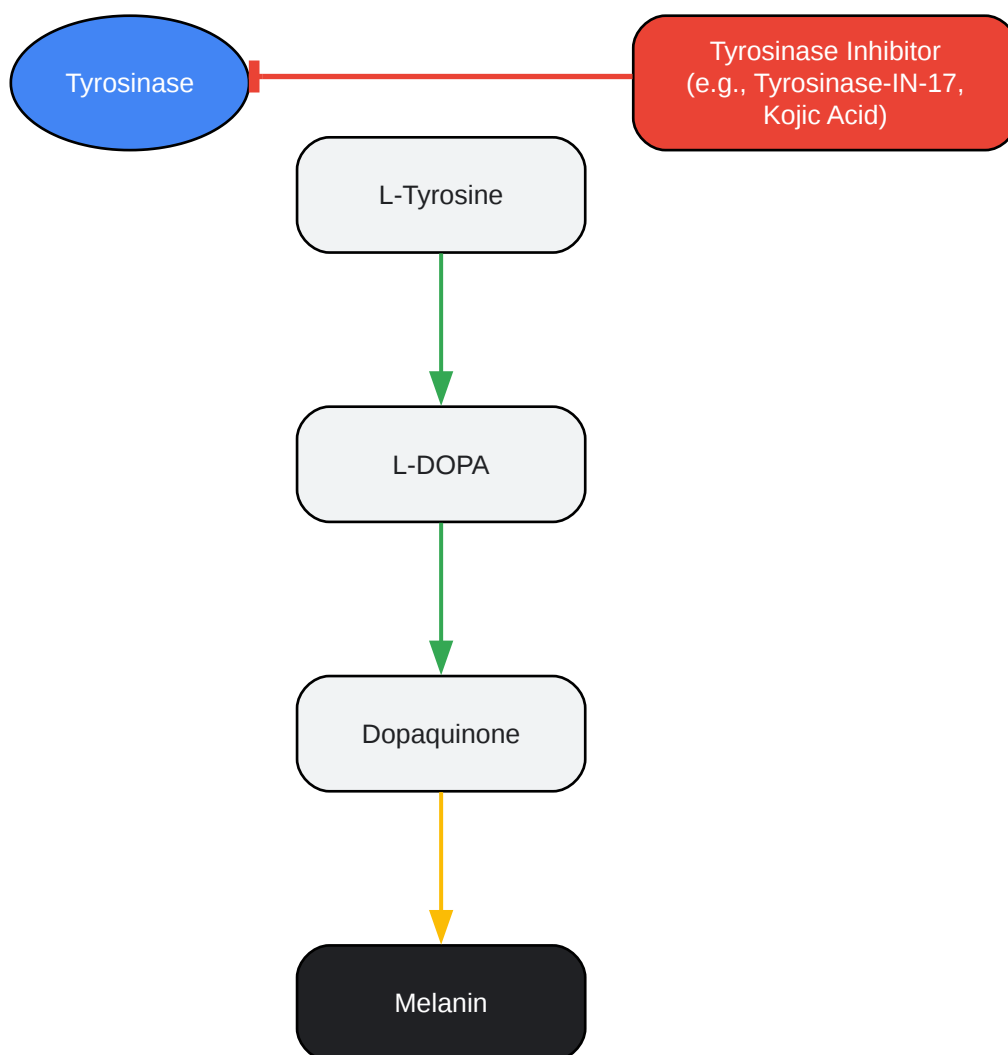 Tyrosinase
Tyrosinase Inhibitor
(e.g., Tyrosinase-IN-17,
Kojic Acid)
L-Tyrosine
L-DOPA
Dopaquinone
Melanin